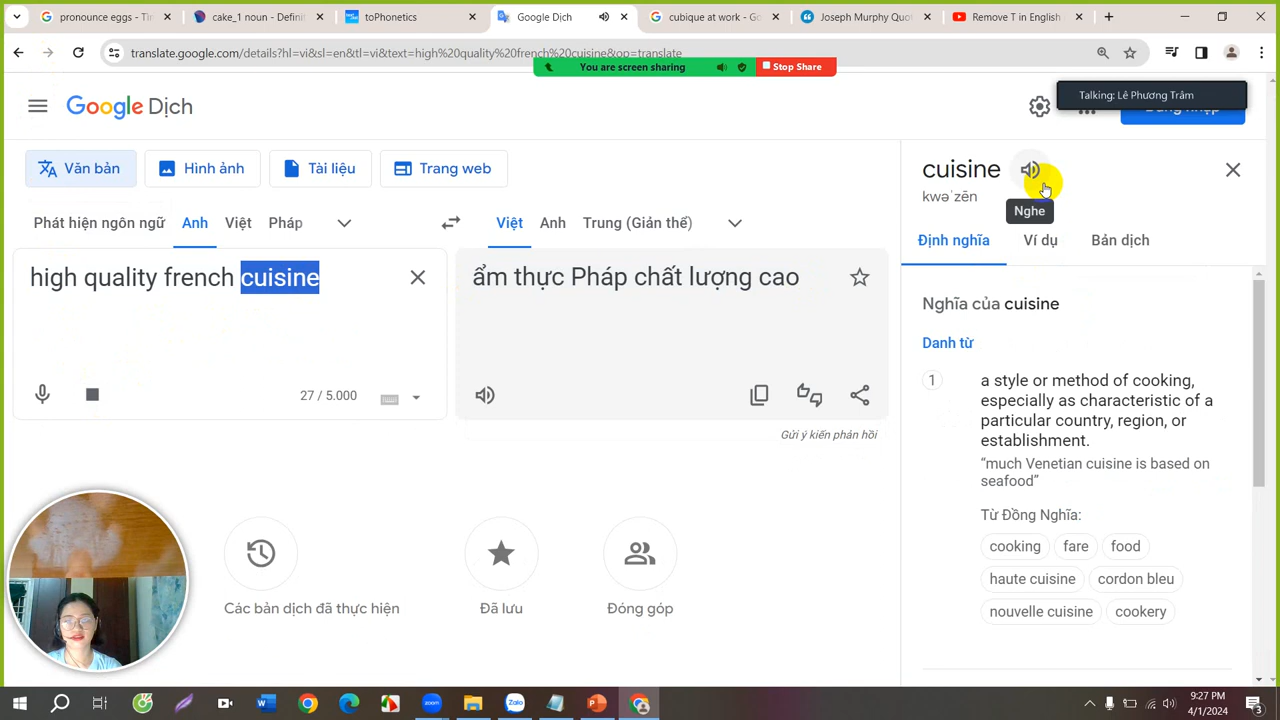 pronounce eggs - Tì
cake_1 noun - Defini
toPhonetics
Google Dịch
cubique at work - Go
Joseph Murphy Quot
Remove T in English
translate.google.com/details?hl=vi&sl=en&tl=vi&text=high%20quality%20french%20cuisine&op=translate
You are screen sharing
Stop Share
Talking: Lê Phương Trâm
Google Dịch
Văn bản
Hình ảnh
Tài liệu
Trang web
Phát hiện ngôn ngữ Anh Việt Pháp
Việt Anh Trung (Giản thể)
high quality french cuisine
27 / 5.000
ẩm thực Pháp chất lượng cao
Gửi ý kiến phản hồi
Các bản dịch đã thực hiện
Đã lưu
Đóng góp
cuisine
kwəˈzēn
Nghe
Định nghĩa Ví dụ Bản dịch
Nghĩa của cuisine
Danh từ
1
a style or method of cooking,
especially as characteristic of a
particular country, region, or
establishment.
“much Venetian cuisine is based on
seafood”
Từ Đồng Nghĩa:
cooking fare food
haute cuisine cordon bleu
nouvelle cuisine cookery
9:27 PM
4/1/2024
3